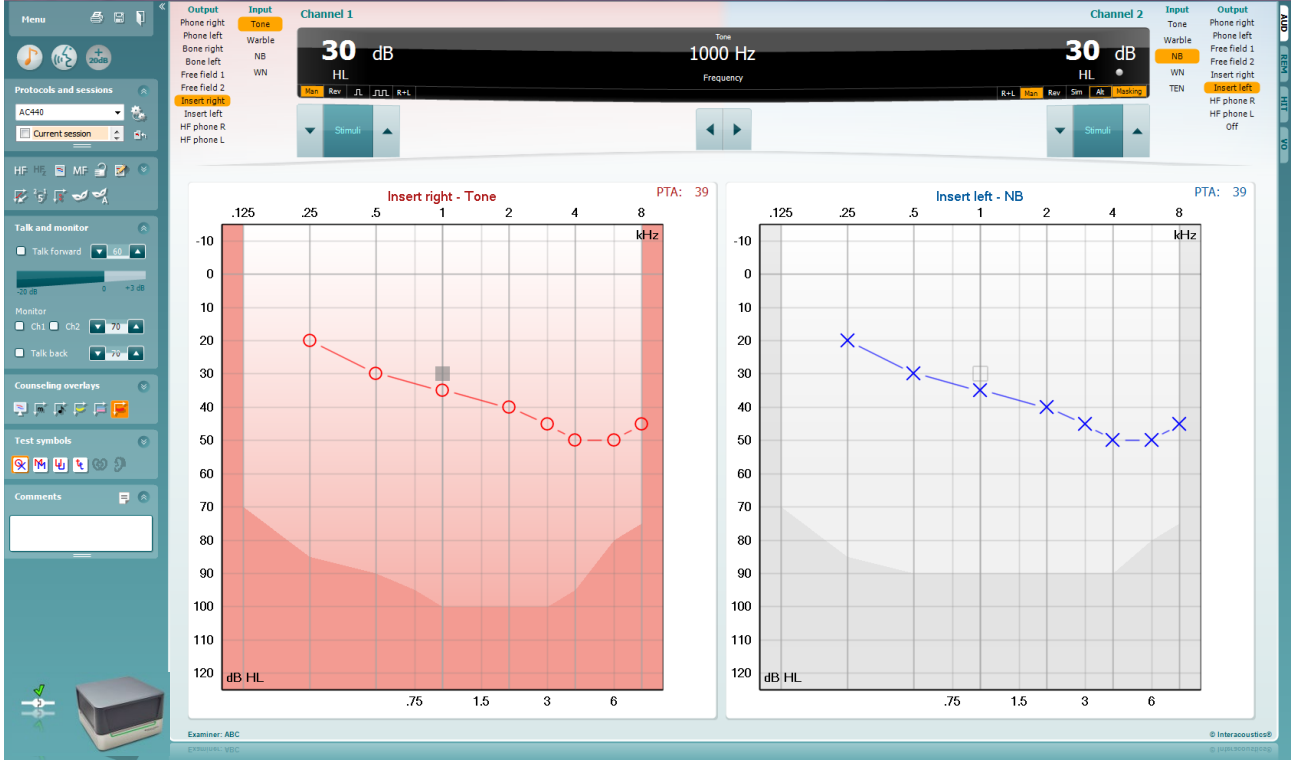 Menu
20dB
Protocols and sessions
AC440
Current session
HF HF2 MF
Talk and monitor
Talk forward 60
-20 dB 0 +3 dB
Monitor
Ch1 Ch2 70
Talk back 70
Counseling overlays
Test symbols
Comments
Output
Phone right
Phone left
Bone right
Bone left
Free field 1
Free field 2
Insert right
Insert left
HF phone R
HF phone L
Input
Tone
Warble
NB
WN
Channel 1
30 dB
HL
Man Rev R+L
Stimuli
Tone
1000 Hz
Frequency
Channel 2
30 dB
HL
R+L Man Rev Sim Alt Masking
Stimuli
Input
Tone
Warble
NB
WN
TEN
Output
Phone right
Phone left
Free field 1
Free field 2
Insert right
Insert left
HF phone R
HF phone L
Off
AUD
REM
HIT
VO
Insert right - Tone
PTA: 39
.125 .25 .5 1 2 4 8
kHz
-10
0
10
20
30
40
50
60
70
80
90
100
110
120
dB HL
.75 1.5 3 6
Insert left - NB
PTA: 39
.125 .25 .5 1 2 4 8
kHz
-10
0
10
20
30
40
50
60
70
80
90
100
110
120
dB HL
.75 1.5 3 6
Examiner: ABC
© Interacoustics®